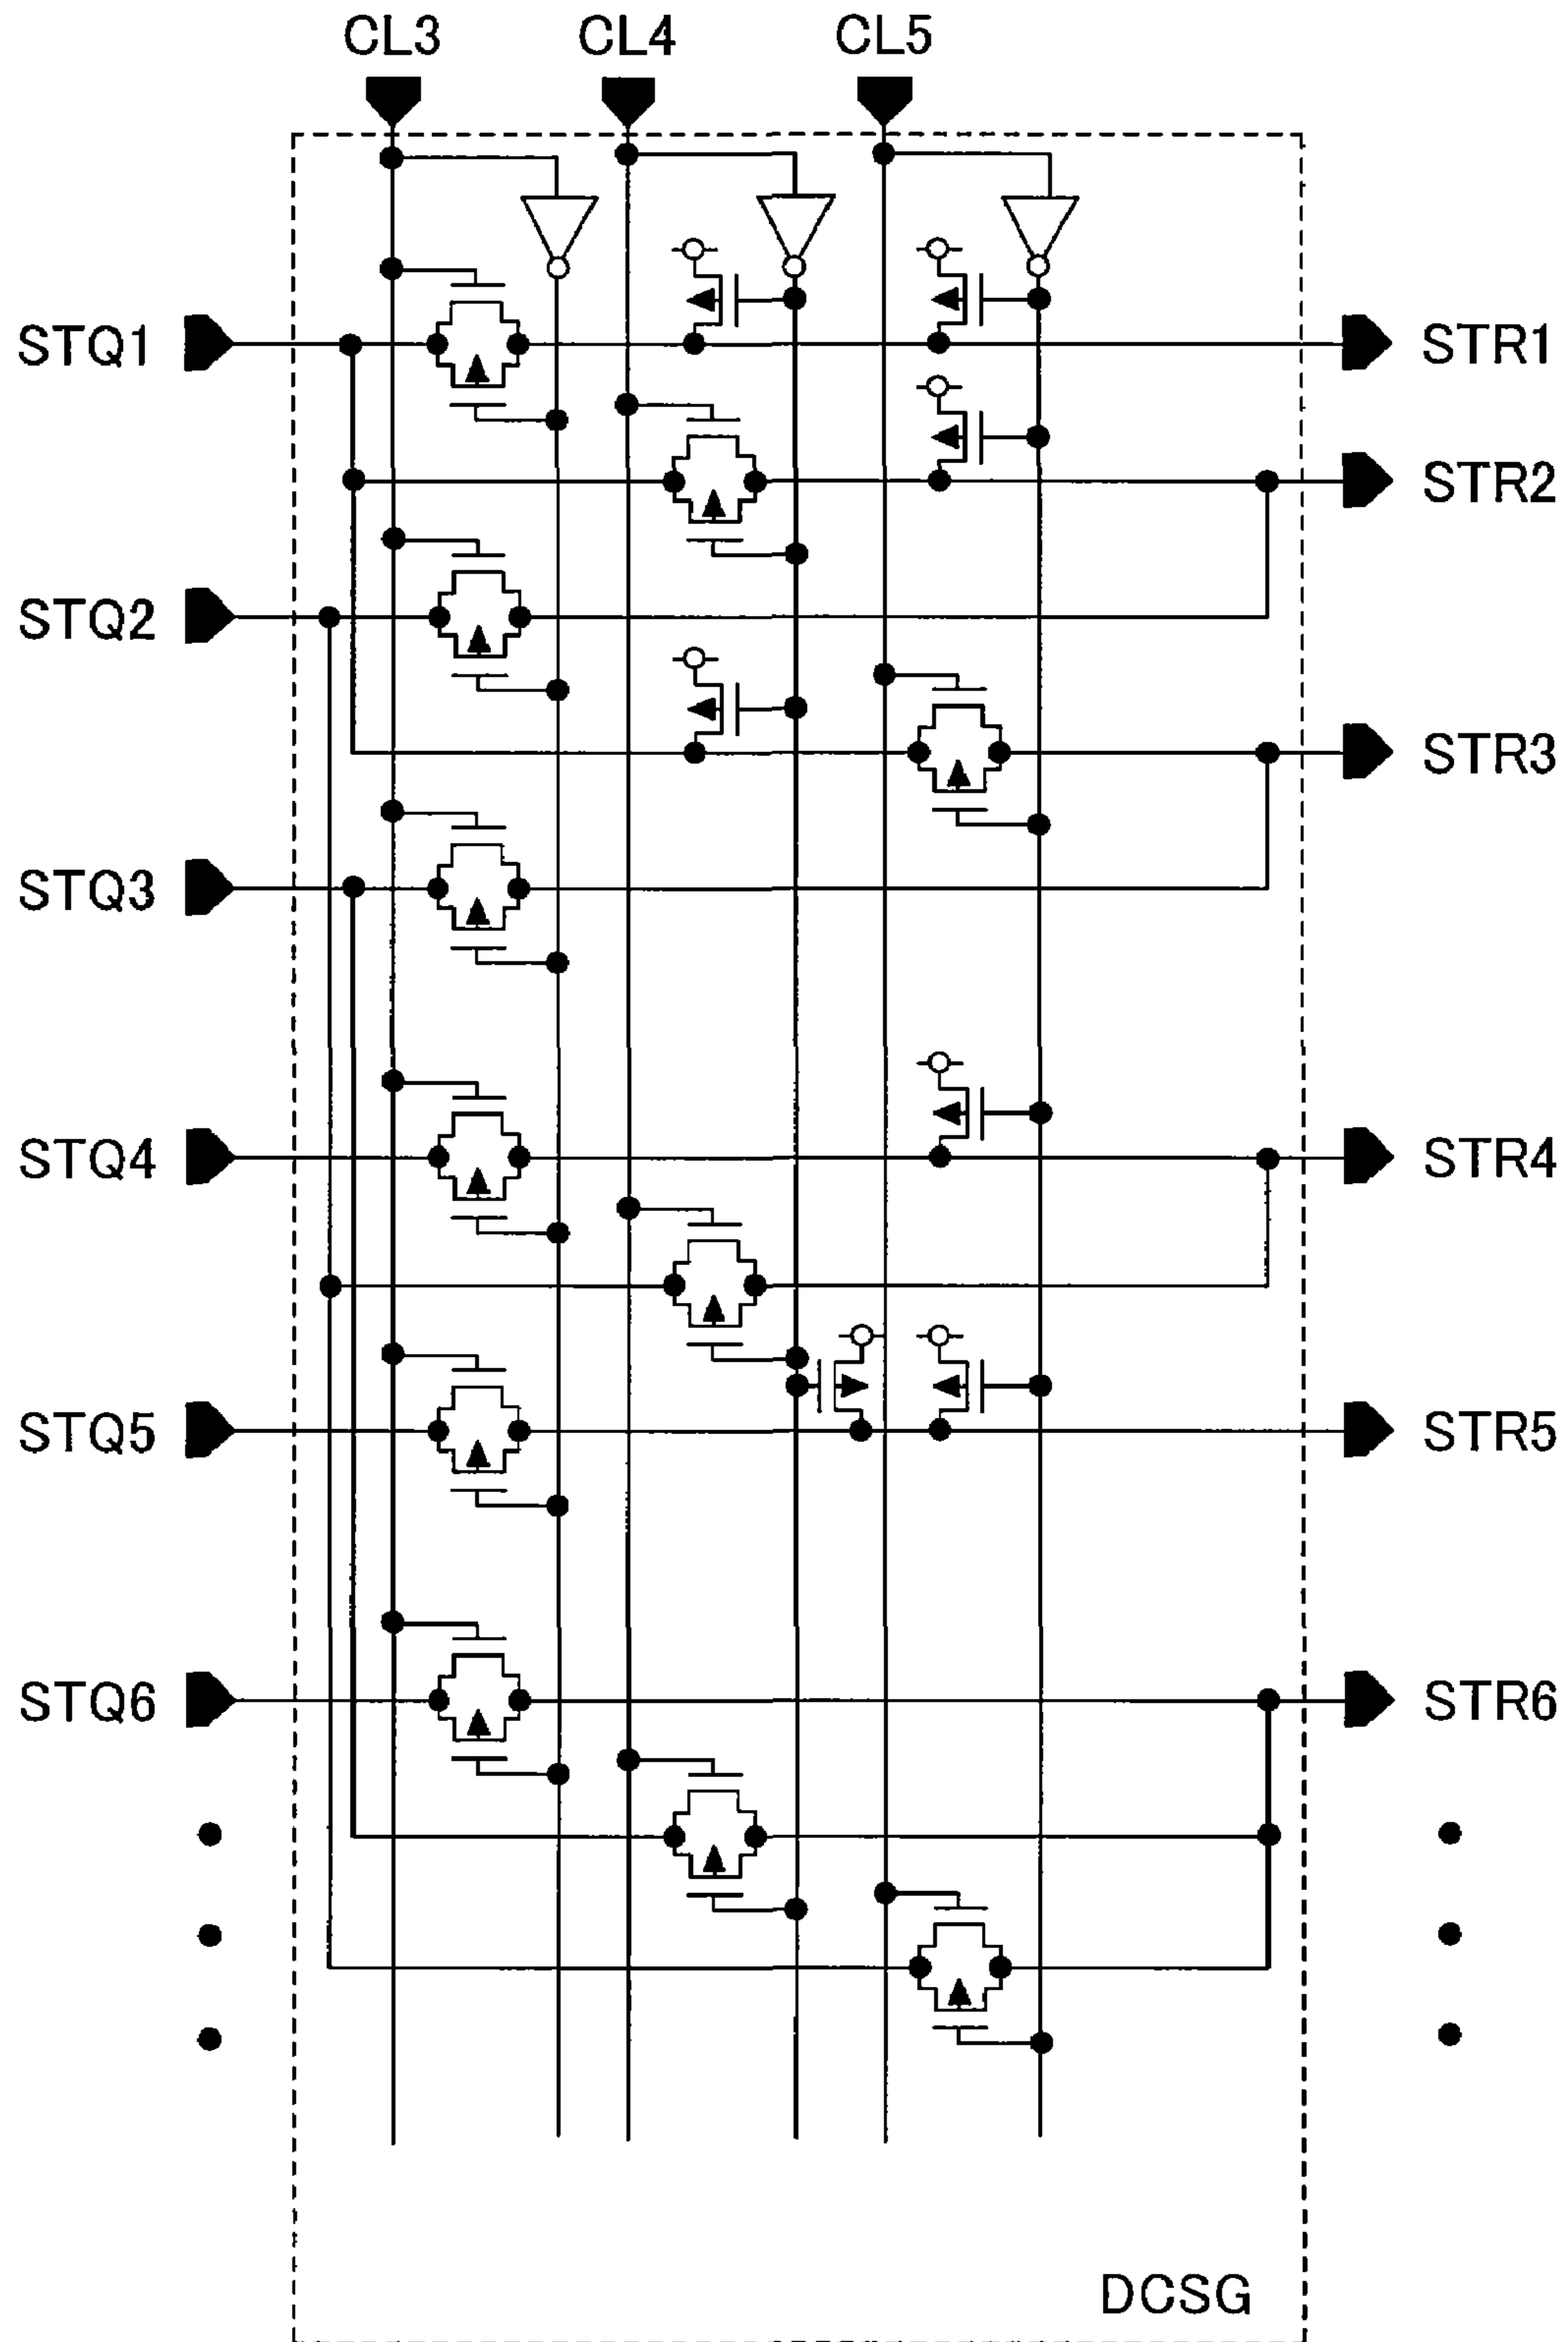 CL3 CL4 CL5
STQ1 STR1
STR2
STQ2
STR3
STQ3
STQ4 STR4
STQ5 STR5
STQ6 STR6
DCSG